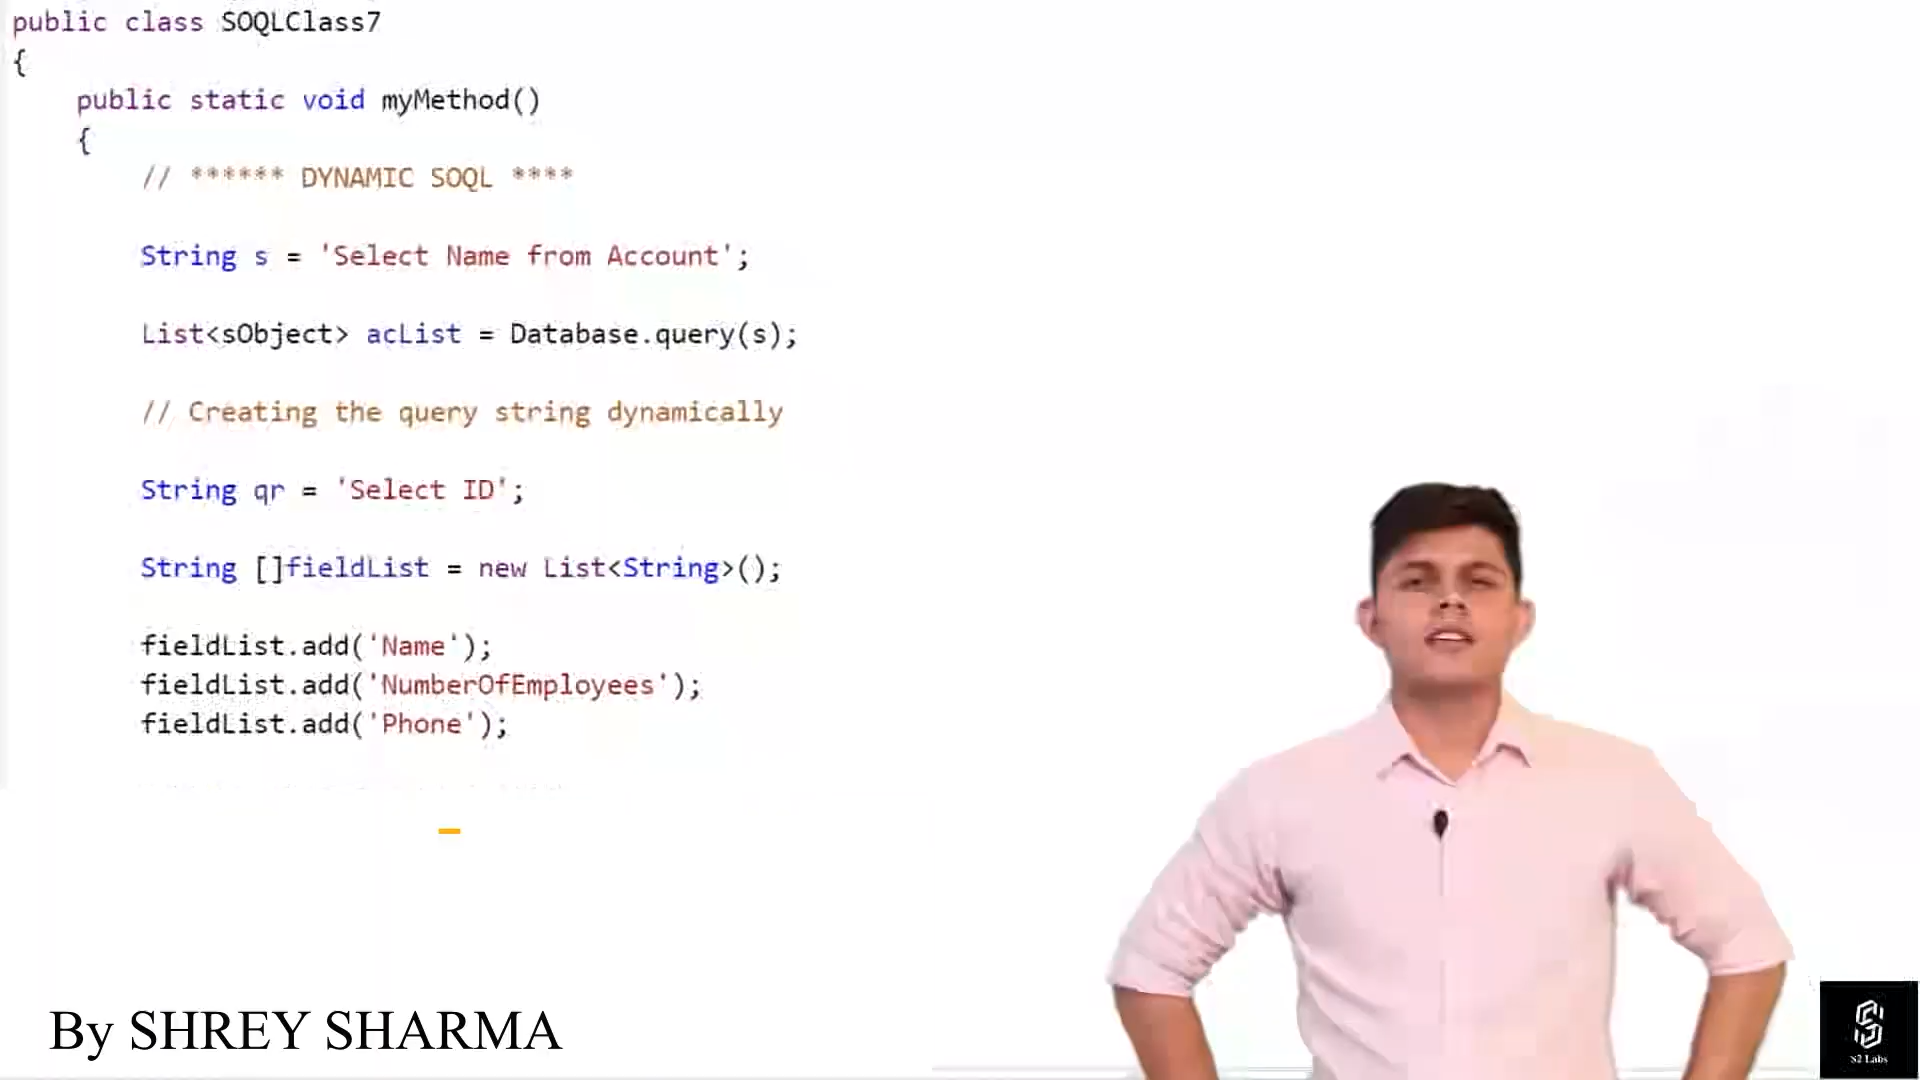 public class SOQLClass7
{
public static void myMethod()
{
// ****** DYNAMIC SOQL ****
String s = 'Select Name from Account';
List<sObject> acList = Database.query(s);
// Creating the query string dynamically
String qr = 'Select ID';
String []fieldList = new List<String>();
fieldList.add('Name');
fieldList.add('NumberOfEmployees');
fieldList.add('Phone');
By SHREY SHARMA
S2 Labs